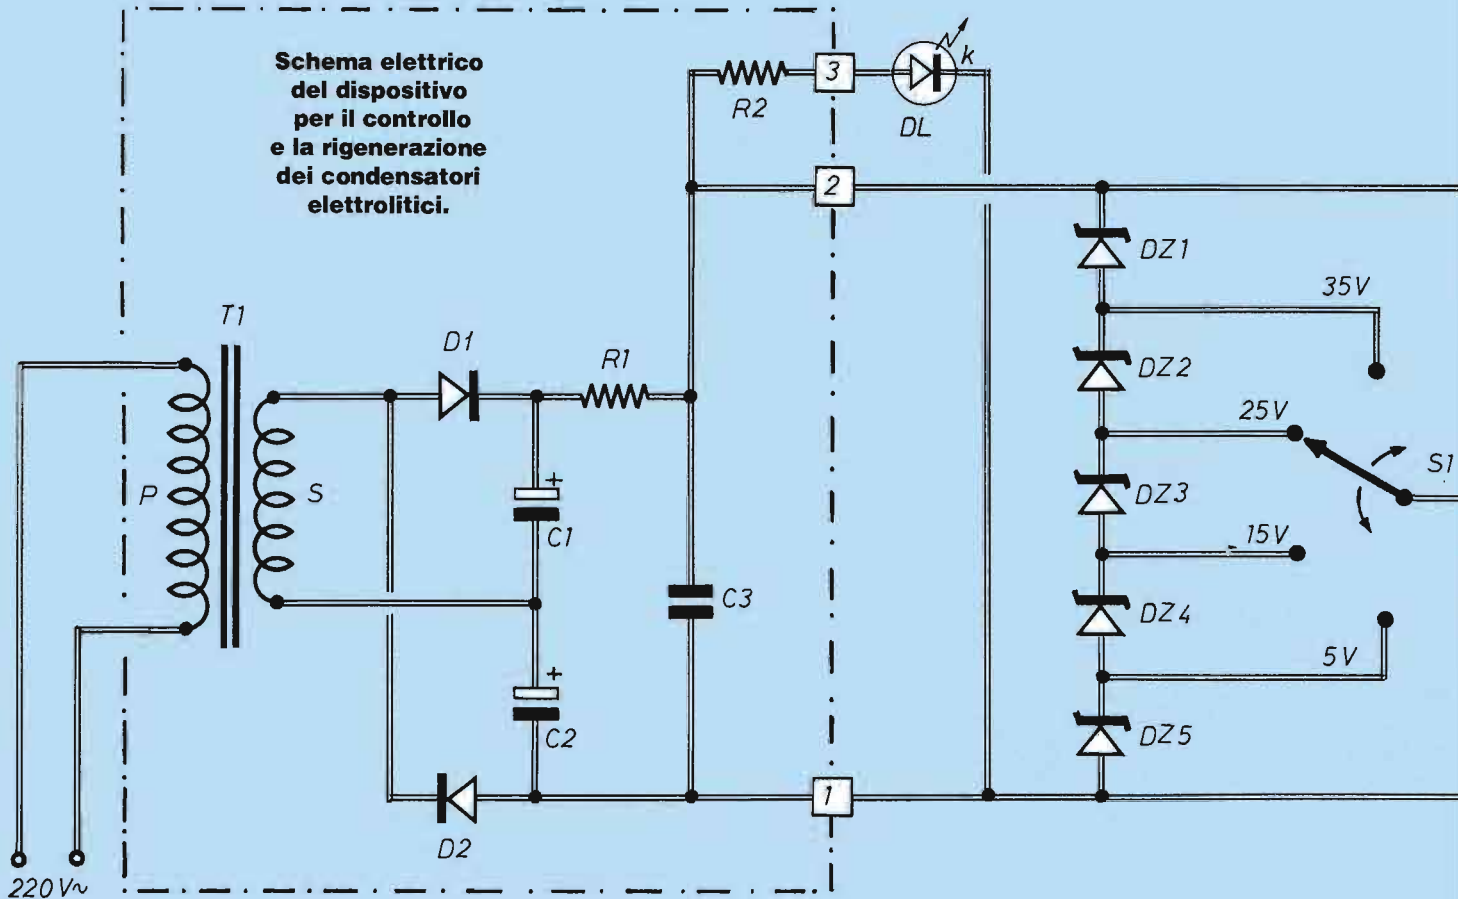 Schema elettrico
del dispositivo
per il controllo
e la rigenerazione
dei condensatori
elettrolitici.
3
k
R2
DL
2
DZ1
35V
T1
D1
R1
DZ2
25V
S1
P
S
+
C1
DZ3
15V
C3
DZ4
5V
+
C2
DZ5
1
D2
220V~